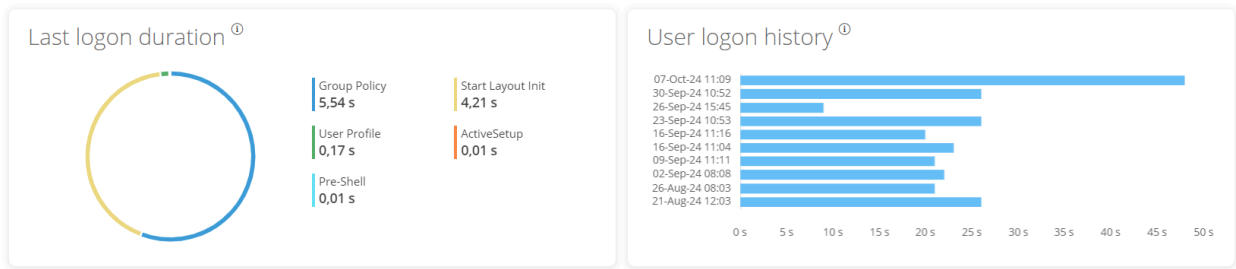 Last logon duration
Group Policy
5,54 s
Start Layout Init
4,21 s
User Profile
0,17 s
ActiveSetup
0,01 s
Pre-Shell
0,01 s
User logon history
07-Oct-24 11:09
30-Sep-24 10:52
26-Sep-24 15:45
23-Sep-24 10:53
16-Sep-24 11:16
16-Sep-24 11:04
09-Sep-24 11:11
02-Sep-24 08:08
26-Aug-24 08:03
21-Aug-24 12:03
0 s 5 s 10 s 15 s 20 s 25 s 30 s 35 s 40 s 45 s 50 s